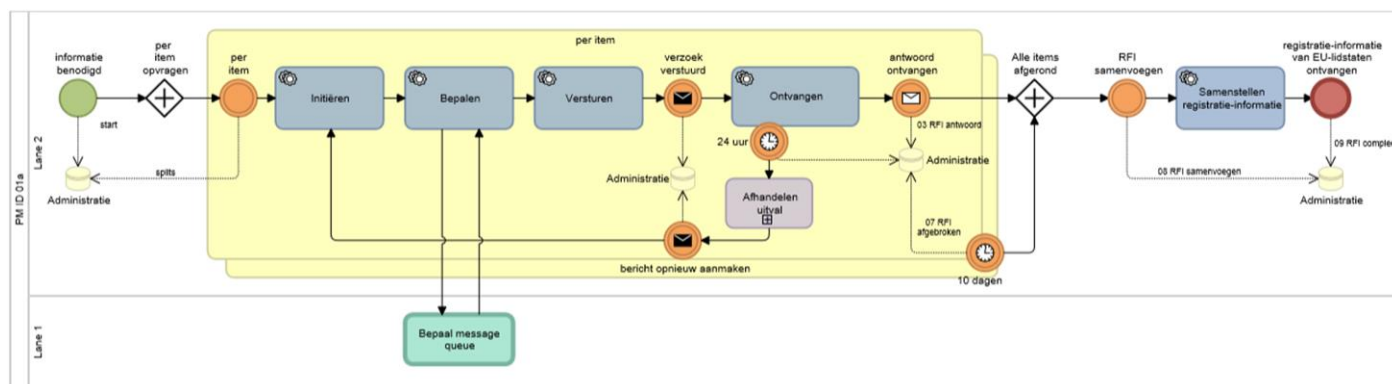 PM ID 01a
Lane 2
Lane 1
informatie
benodigd
start
Administratie
per
item
opvragen
per
item
splits
per item
Initiëren
Bepalen
Versturen
verzoek
verstuurd
Administratie
Ontvangen
24 uur
Afhandelen
uitval
bericht opnieuw aanmaken
antwoord
ontvangen
03 RFI antwoord
Administratie
07 RFI
afgebroken
10 dagen
Alle items
afgerond
RFI
samenvoegen
08 RFI samenvoegen
Samenstellen
registratie-informatie
registratie-informatie
van EU-lidstaten
ontvangen
09 RFI complee
Administratie
Bepaal message
queue